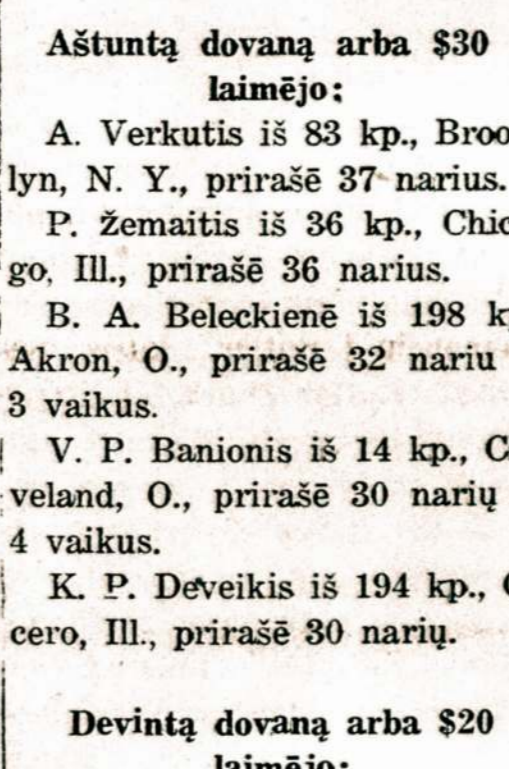 Aštuntą dovaną arba $30
laimėjo:
A. Verkutis iš 83 kp., Broo
lyn, N. Y., prirašė 37 narius.
P. Žemaitis iš 36 kp., Chic
go, Ill., prirašė 36 narius.
B. A. Beleckienė iš 198 k
Akron, O., prirašė 32 nariu
3 vaikus.
V. P. Banionis iš 14 kp., C
veland, O., prirašė 30 narių
4 vaikus.
K. P. Deveikis iš 194 kp., C
cero, Ill., prirašė 30 narių.
Devintą dovaną arba $20
laimėjo: